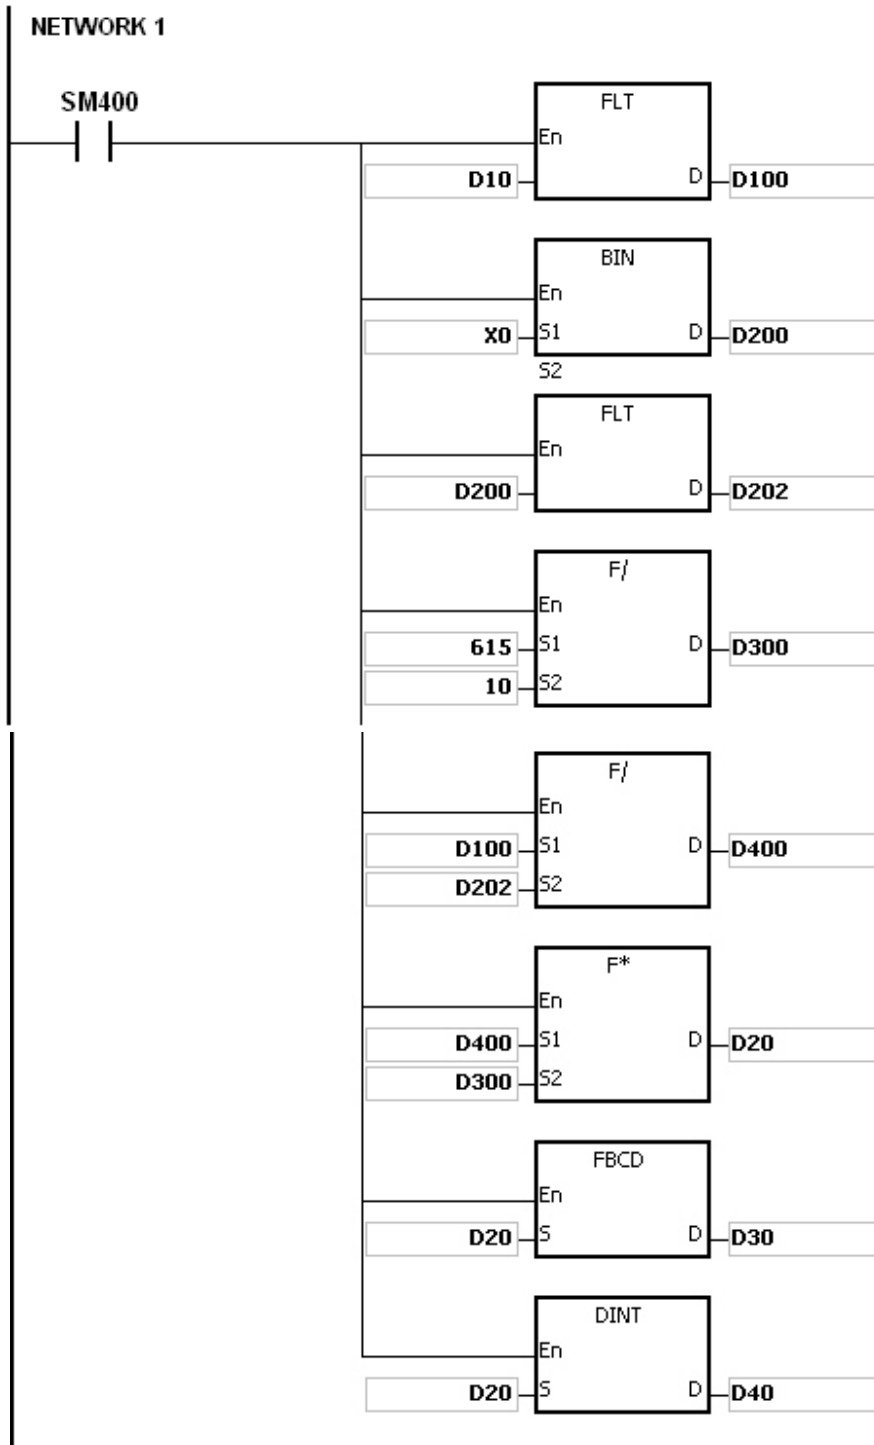 NETWORK 1
SM400
FLT
En
D10 D D100
BIN
En
X0 S1 D D200
S2
FLT
En
D200 D D202
F/
En
615 S1 D D300
10 S2
F/
En
D100 S1 D D400
D202 S2
F*
En
D400 S1 D D20
D300 S2
FBCD
En
D20 S D D30
DINT
En
D20 S D D40